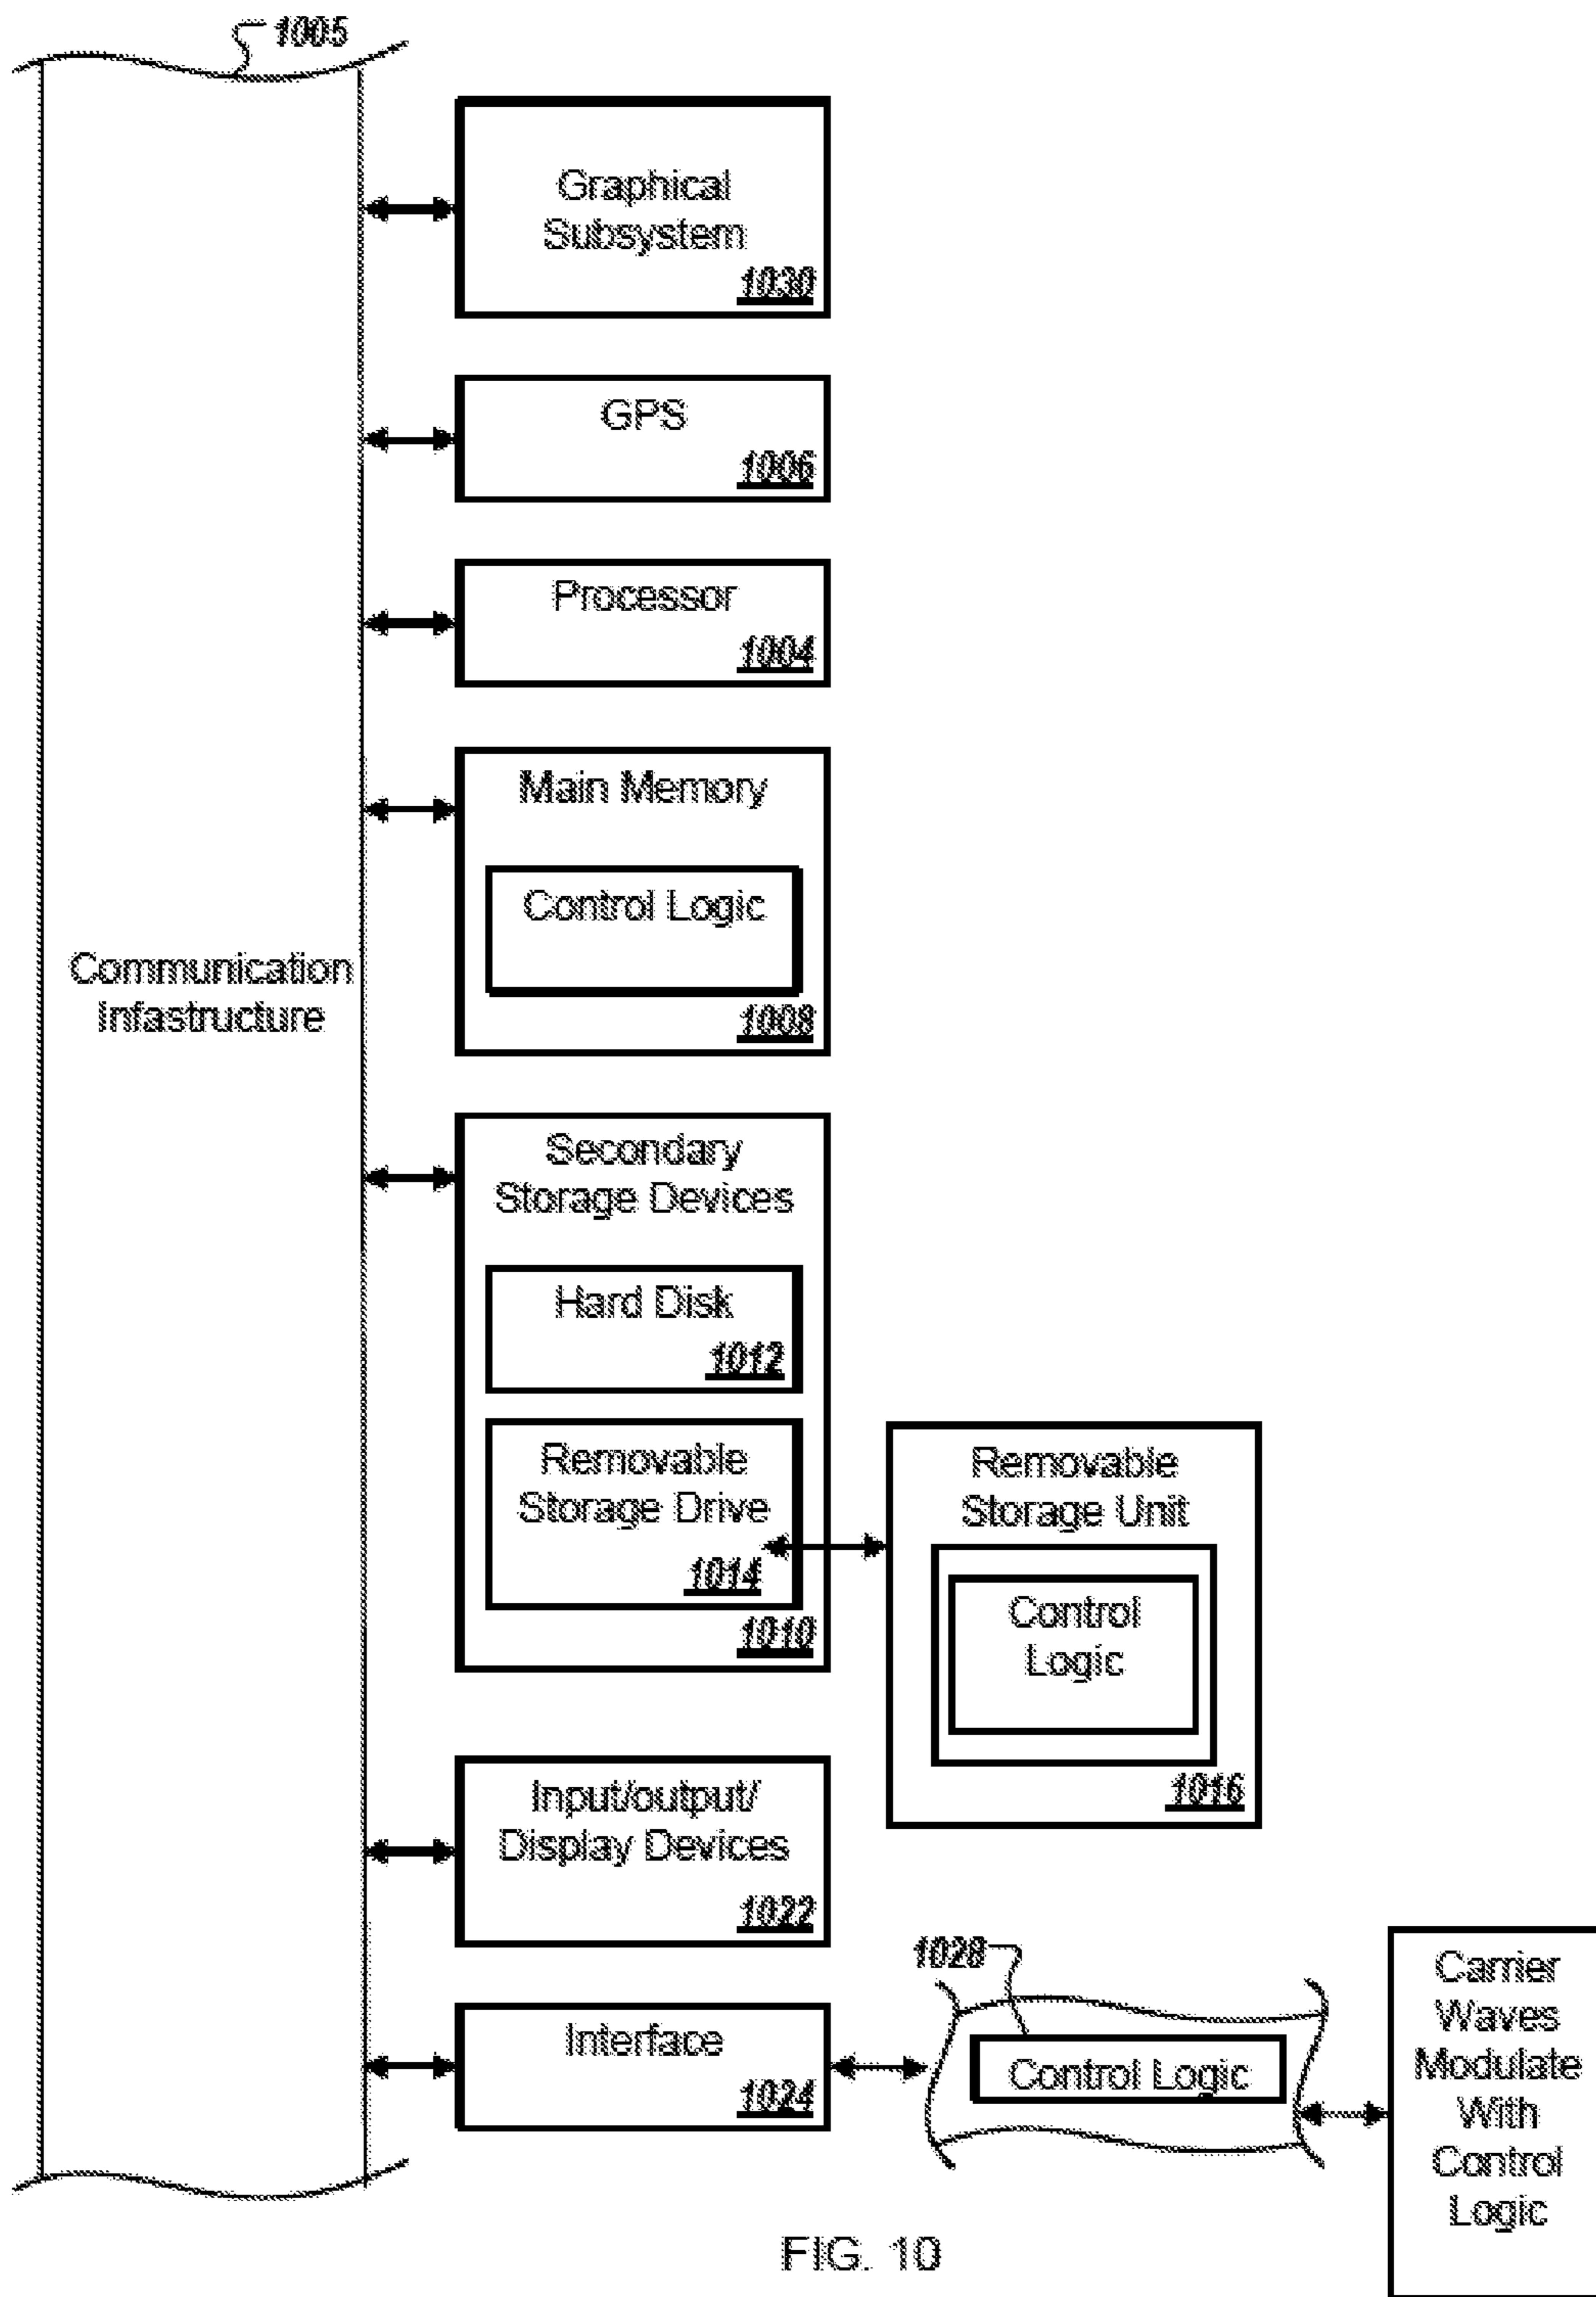 1005
Graphical
Subsystem
1030
GPS
1006
Processor
1004
Main Memory
Control Logic
1008
Communication
Infastructure
Secondary
Storage Devices
Hard Disk
1012
Removable
Storage Drive
1014
1010
Removable
Storage Unit
Control
Logic
1016
Input/output/
Display Devices
1022
Interface
1024
1028
Control Logic
Carrier
Waves
Modulate
With
Control
Logic
FIG. 10